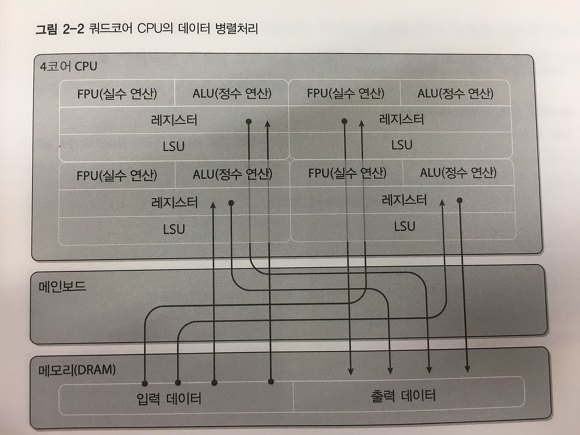 그림 2-2 쿼드코어 CPU의 데이터 병렬처리
4코어 CPU
FPU(실수 연산) ALU(정수 연산) FPU(실수 연산) ALU(정수 연산)
레지스터 레지스터
LSU LSU
FPU(실수 연산) ALU(정수 연산) FPU(실수 연산) ALU(정수 연산)
레지스터 레지스터
LSU LSU
메인보드
메모리(DRAM)
입력 데이터 출력 데이터